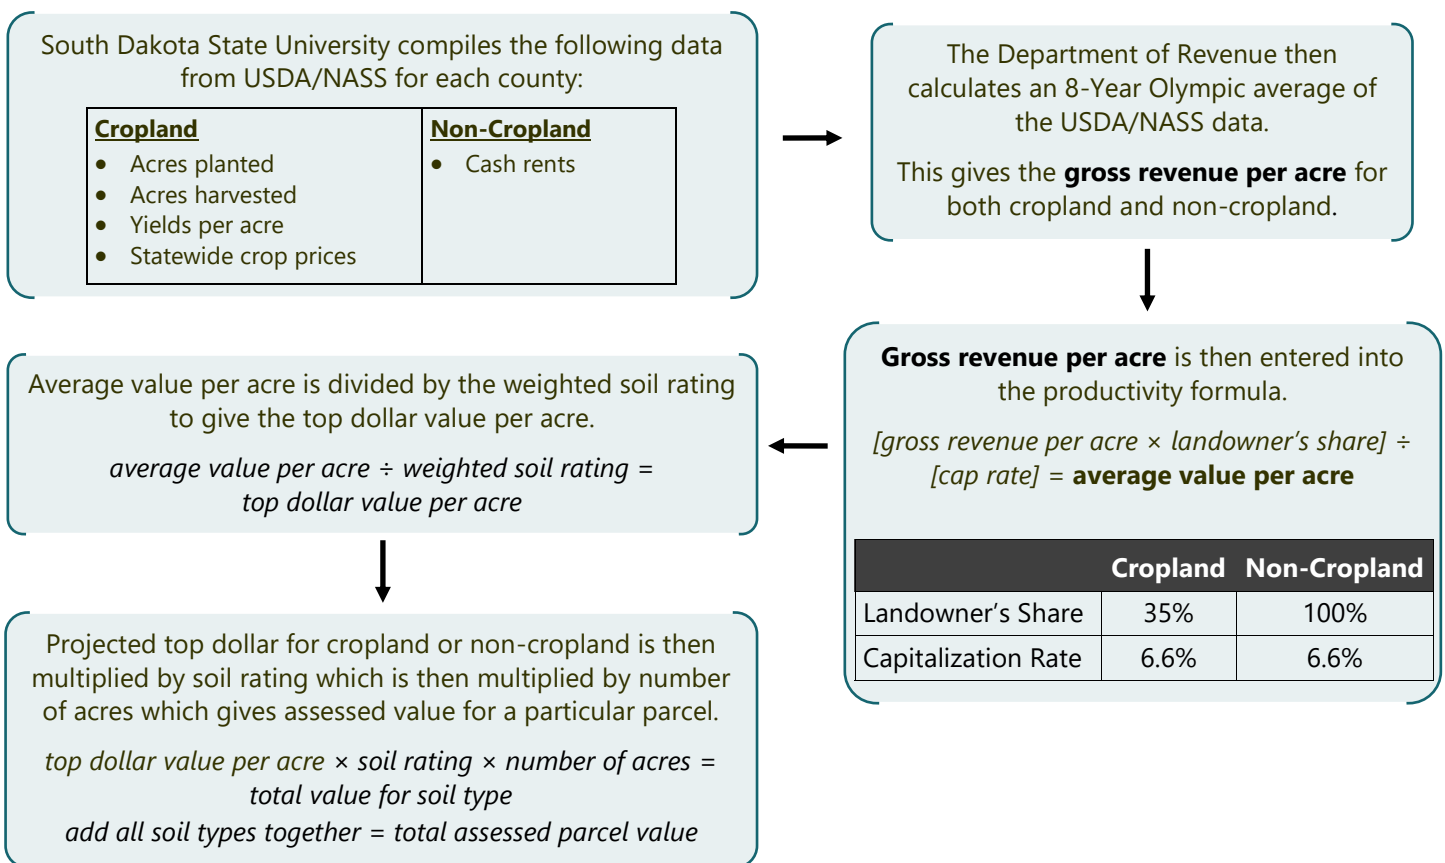 South Dakota State University compiles the following data
from USDA/NASS for each county:
Cropland
• Acres planted
• Acres harvested
• Yields per acre
• Statewide crop prices
Non-Cropland
• Cash rents
The Department of Revenue then
calculates an 8-Year Olympic average of
the USDA/NASS data.
This gives the gross revenue per acre for
both cropland and non-cropland.
Gross revenue per acre is then entered into
the productivity formula.
[gross revenue per acre × landowner’s share] ÷
[cap rate] = average value per acre
Cropland Non-Cropland
Landowner’s Share 35% 100%
Capitalization Rate 6.6% 6.6%
Average value per acre is divided by the weighted soil rating
to give the top dollar value per acre.
average value per acre ÷ weighted soil rating =
top dollar value per acre
Projected top dollar for cropland or non-cropland is then
multiplied by soil rating which is then multiplied by number
of acres which gives assessed value for a particular parcel.
top dollar value per acre × soil rating × number of acres =
total value for soil type
add all soil types together = total assessed parcel value